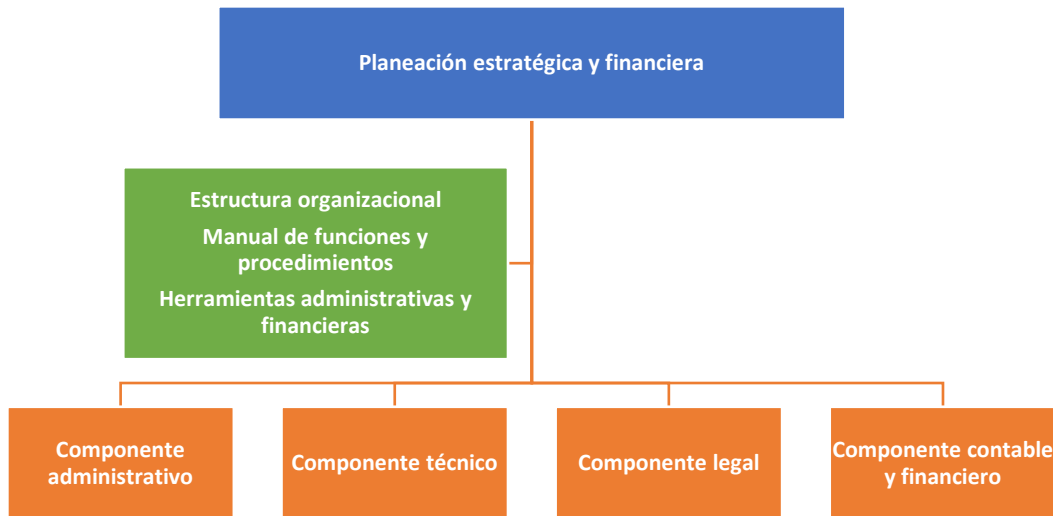 Planeación estratégica y financiera
Estructura organizacional
Manual de funciones y
procedimientos
Herramientas administrativas y
financieras
Componente
administrativo
Componente técnico
Componente legal
Componente contable
y financiero